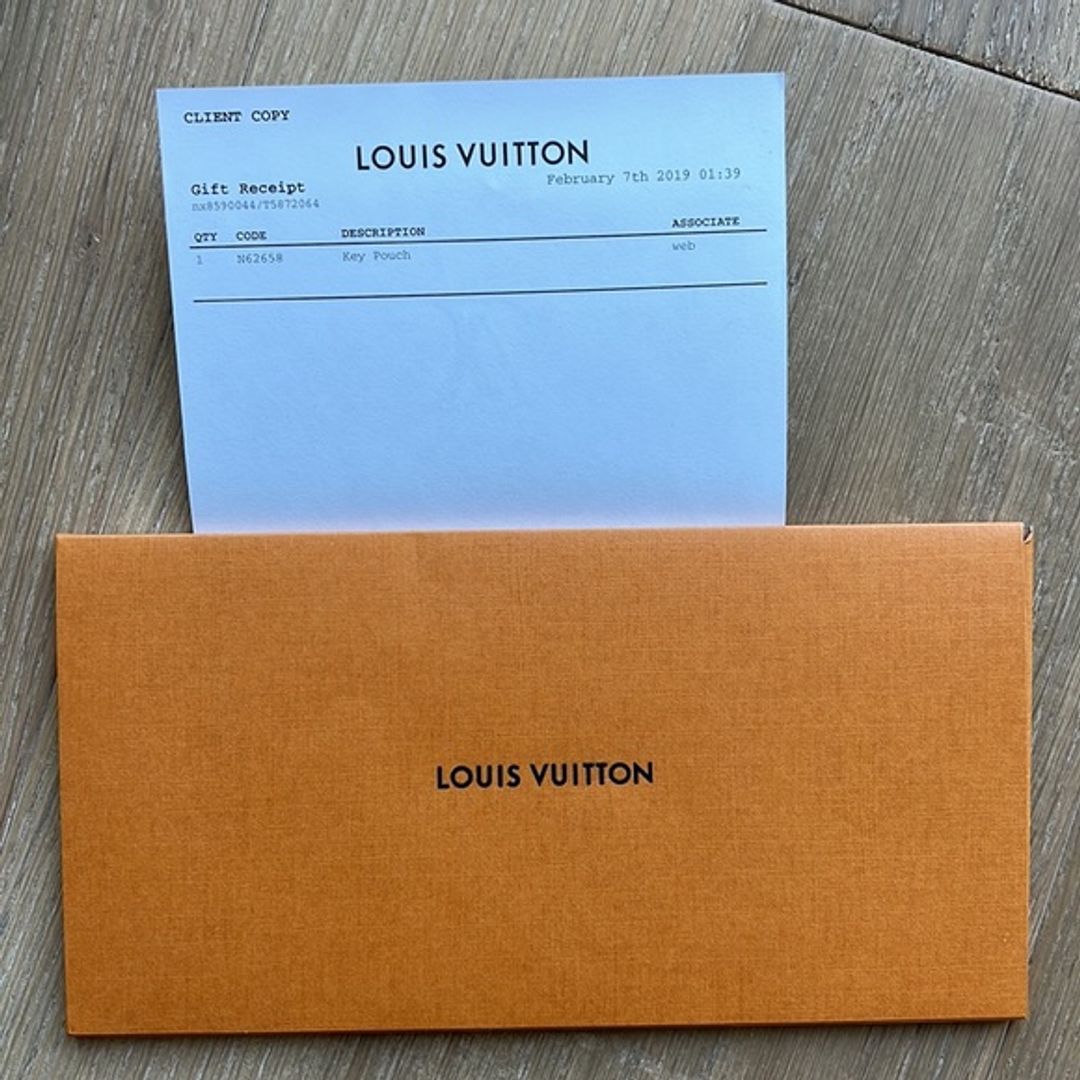 CLIENT COPY
LOUIS VUITTON
February 7th 2019 01:39
Gift Receipt
nx8590044/T5872064
QTY CODE DESCRIPTION ASSOCIATE
1 N62658 Key Pouch web
LOUIS VUITTON